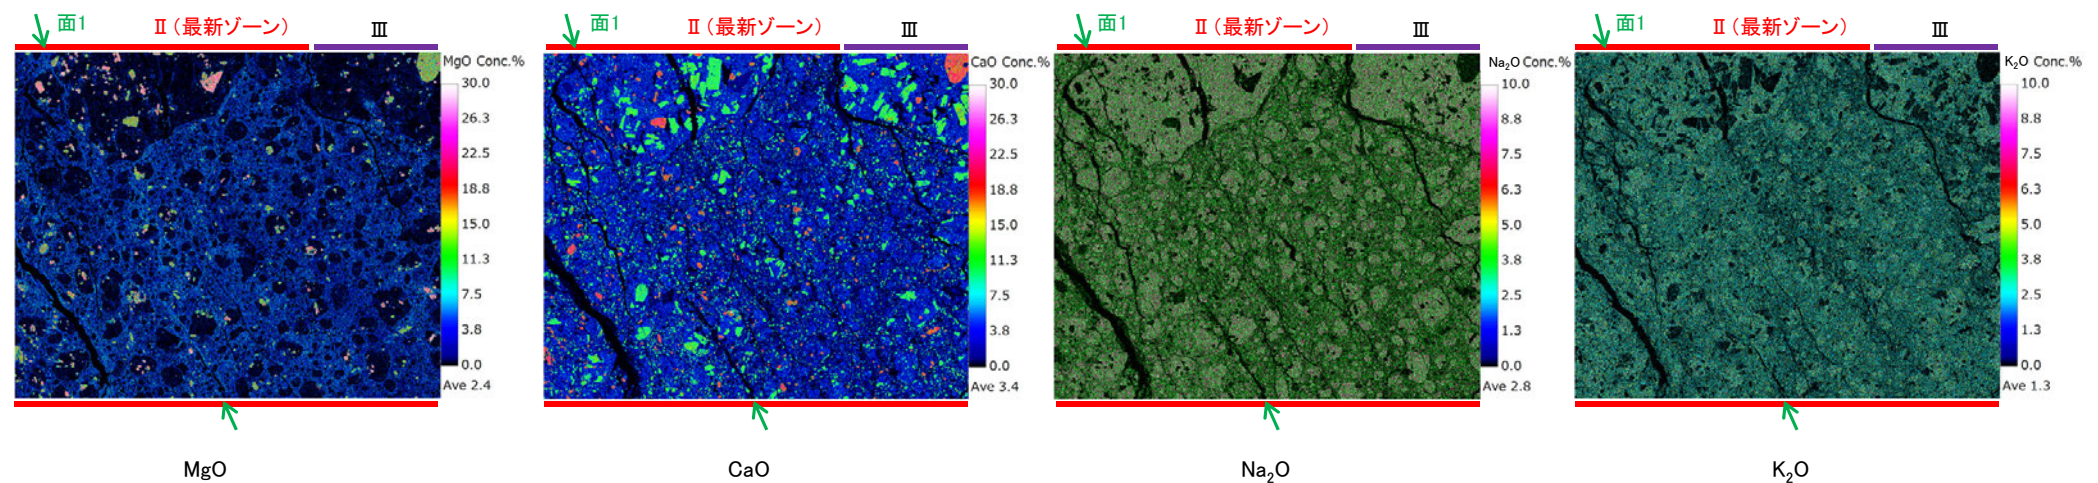 面1 Ⅱ(最新ゾーン) Ⅲ
MgO Conc.%
30.0
26.3
22.5
18.8
15.0
11.3
7.5
3.8
0.0
Ave 2.4
MgO
面1 Ⅱ(最新ゾーン) Ⅲ
CaO Conc.%
30.0
26.3
22.5
18.8
15.0
11.3
7.5
3.8
0.0
Ave 3.4
CaO
面1 Ⅱ(最新ゾーン) Ⅲ
Na₂O Conc.%
10.0
8.8
7.5
6.3
5.0
3.8
2.5
1.3
0.0
Ave 2.8
Na₂O
面1 Ⅱ(最新ゾーン) Ⅲ
K₂O Conc.%
10.0
8.8
7.5
6.3
5.0
3.8
2.5
1.3
0.0
Ave 1.3
K₂O